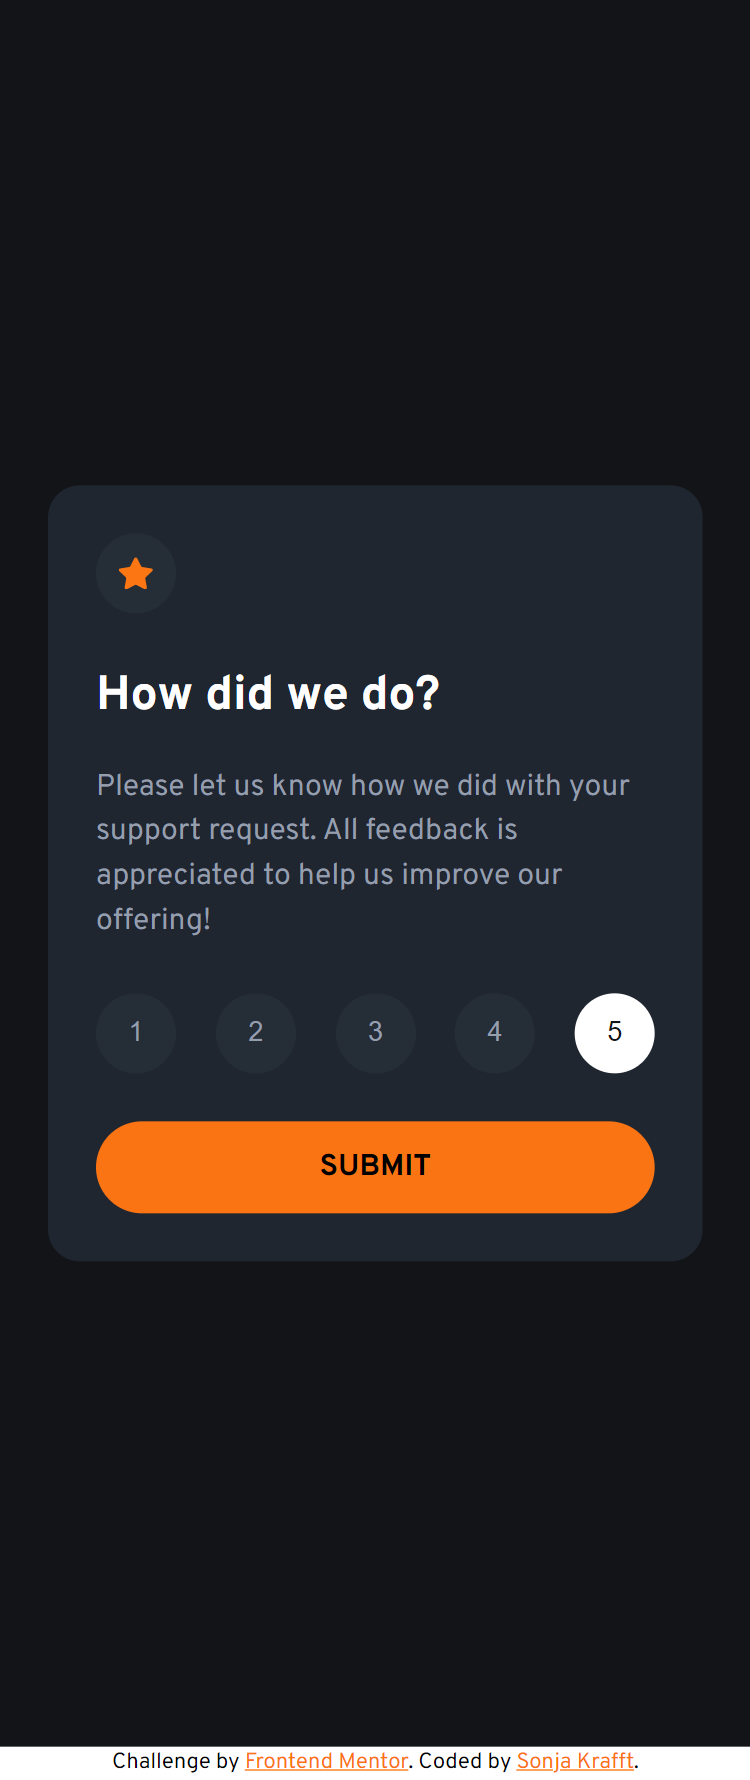 How did we do?
Please let us know how we did with your
support request. All feedback is
appreciated to help us improve our
offering!
1 2 3 4 5
SUBMIT
Challenge by Frontend Mentor. Coded by Sonja Krafft.